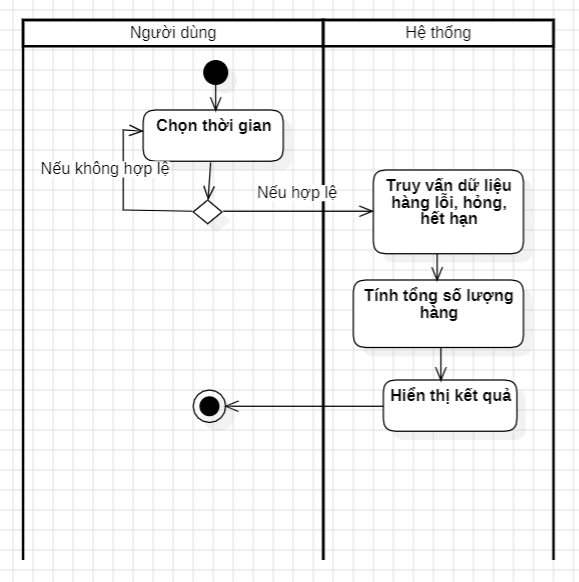 Người dùng
Hệ thống
Chọn thời gian
Nếu không hợp lệ
Nếu hợp lệ
Truy vấn dữ liệu
hàng lỗi, hỏng,
hết hạn
Tính tổng số lượng
hàng
Hiển thị kết quả